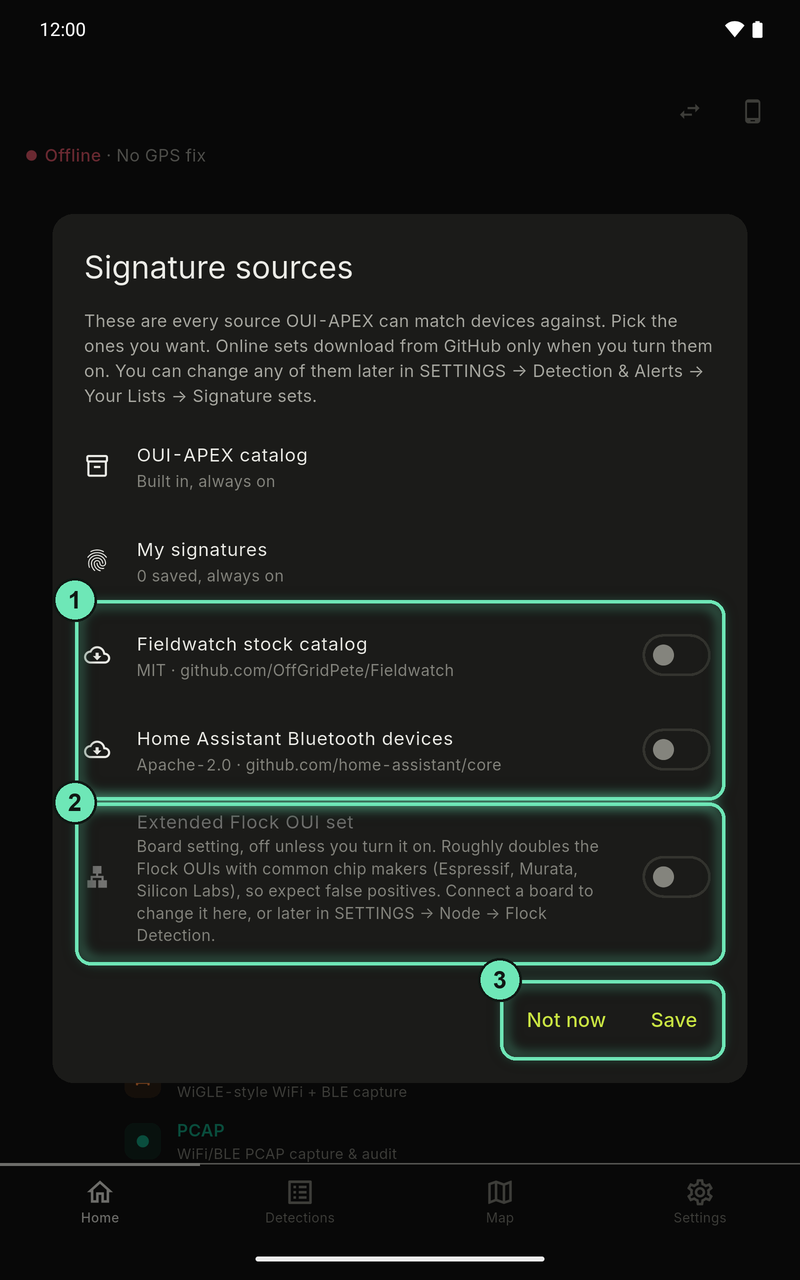 12:00
Offline · No GPS fix
Signature sources
These are every source OUI-APEX can match devices against. Pick the
ones you want. Online sets download from GitHub only when you turn them
on. You can change any of them later in SETTINGS → Detection & Alerts →
Your Lists → Signature sets.
OUI-APEX catalog
Built in, always on
My signatures
0 saved, always on
1
Fieldwatch stock catalog
MIT · github.com/OffGridPete/Fieldwatch
Home Assistant Bluetooth devices
Apache-2.0 · github.com/home-assistant/core
2
Extended Flock OUI set
Board setting, off unless you turn it on. Roughly doubles the
Flock OUIs with common chip makers (Espressif, Murata,
Silicon Labs), so expect false positives. Connect a board to
change it here, or later in SETTINGS → Node → Flock
Detection.
3
Not now Save
WiGLE-style WiFi + BLE capture
PCAP
WiFi/BLE PCAP capture & audit
Home Detections Map Settings